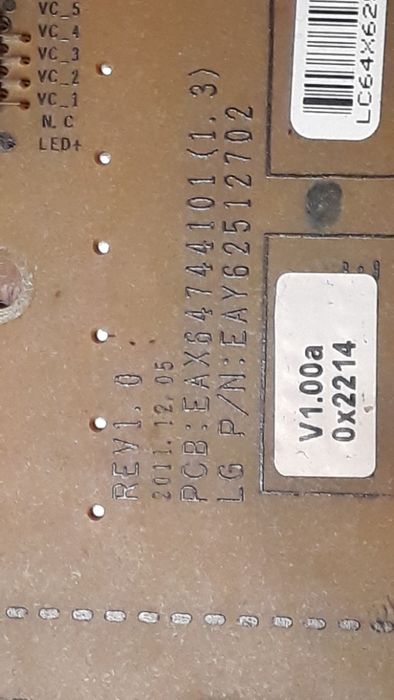 VC_5
VC_4
VC_3
VC_2
VC_1
N.C
LED+
REV1.0
2011.12.05
PCB:EAX64744101(1.3)
LG P/N:EAY62512702
V1.00a
0x2214